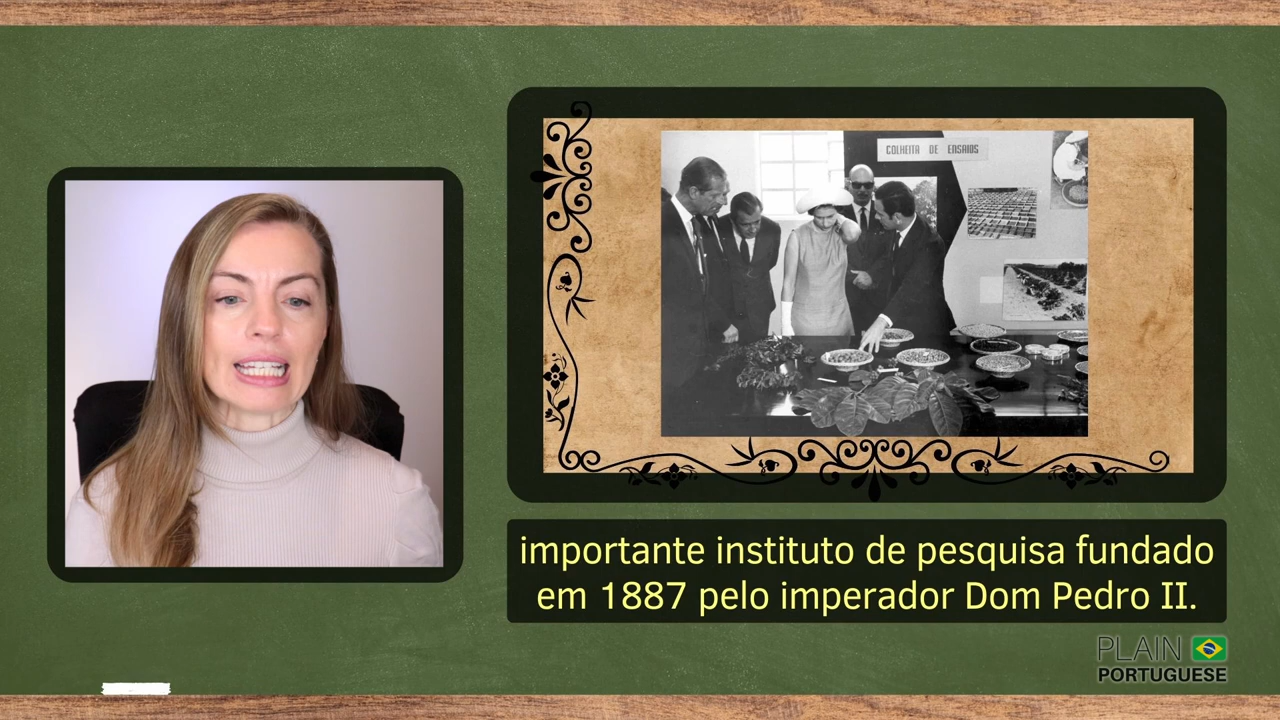 COLHEITA DE ENSAIOS
importante instituto de pesquisa fundado
em 1887 pelo imperador Dom Pedro II.
PLAIN
PORTUGUESE